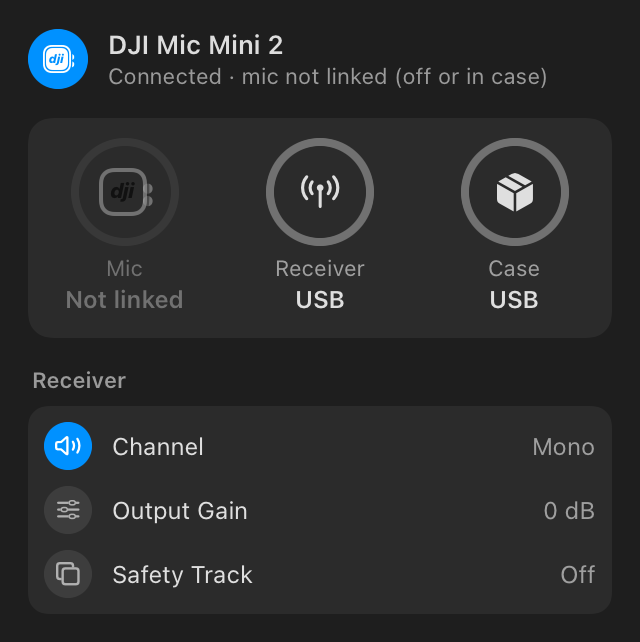 dji
DJI Mic Mini 2
Connected · mic not linked (off or in case)
dji
Mic
Not linked
Receiver
USB
Case
USB
Receiver
Channel
Mono
Output Gain
0 dB
Safety Track
Off